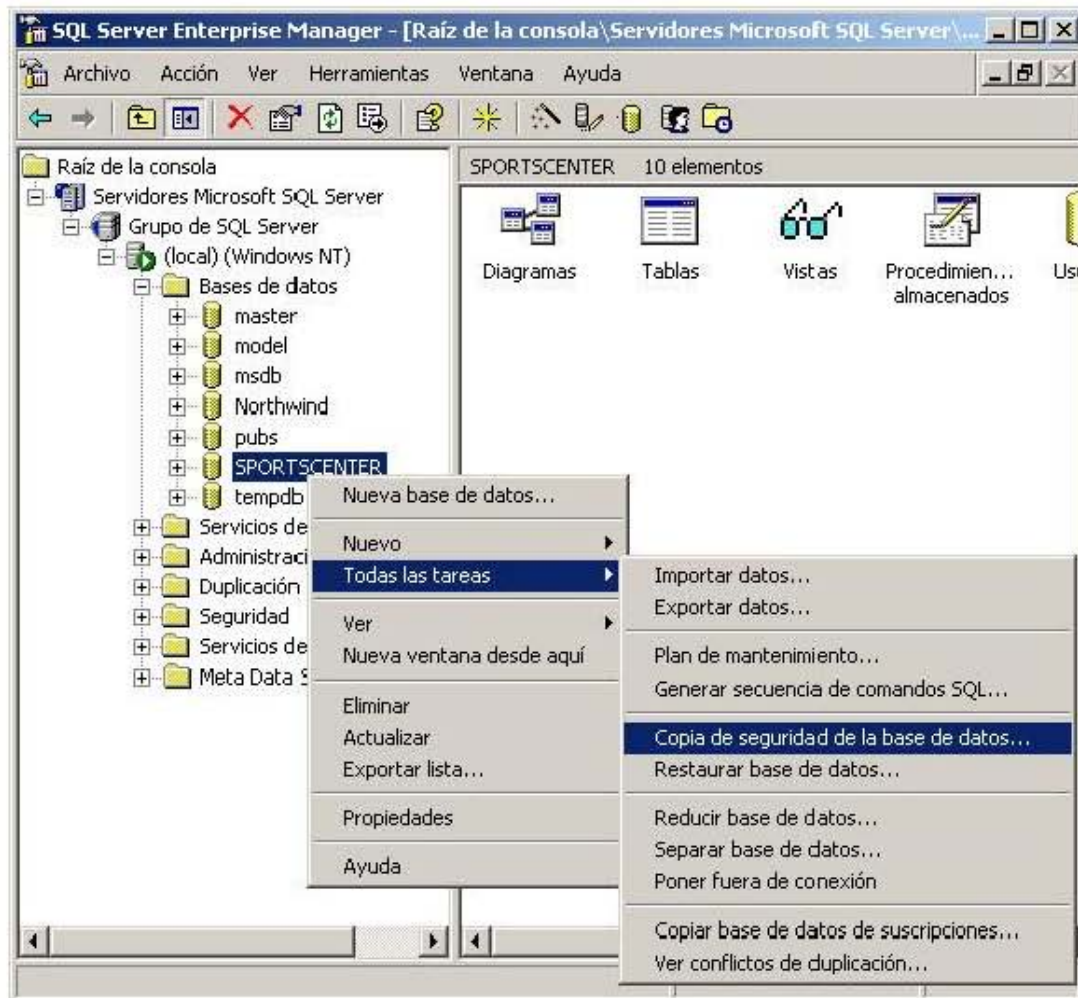 SQL Server Enterprise Manager - [Raíz de la consola\Servidores Microsoft SQL Server\...
Archivo Acción Ver Herramientas Ventana Ayuda
Raíz de la consola
Servidores Microsoft SQL Server
Grupo de SQL Server
(local) (Windows NT)
Bases de datos
master
model
msdb
Northwind
pubs
SPORTSCENTER
tempdb
Servicios de
Administraci
Duplicación
Seguridad
Servicios de
Meta Data S
SPORTSCENTER 10 elementos
Diagramas
Tablas
Vistas
Procedimien...
almacenados
Nueva base de datos...
Nuevo
Todas las tareas
Ver
Nueva ventana desde aquí
Eliminar
Actualizar
Exportar lista...
Propiedades
Ayuda
Importar datos...
Exportar datos...
Plan de mantenimiento...
Generar secuencia de comandos SQL...
Copia de seguridad de la base de datos...
Restaurar base de datos...
Reducir base de datos...
Separar base de datos...
Poner fuera de conexión
Copiar base de datos de suscripciones...
Ver conflictos de duplicación...